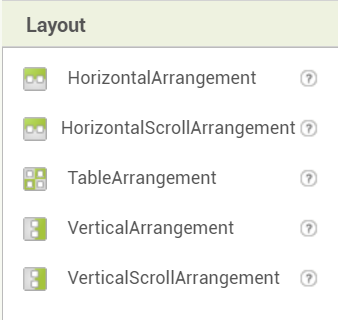 Layout
HorizontalArrangement ?
HorizontalScrollArrangement ?
TableArrangement ?
VerticalArrangement ?
VerticalScrollArrangement ?